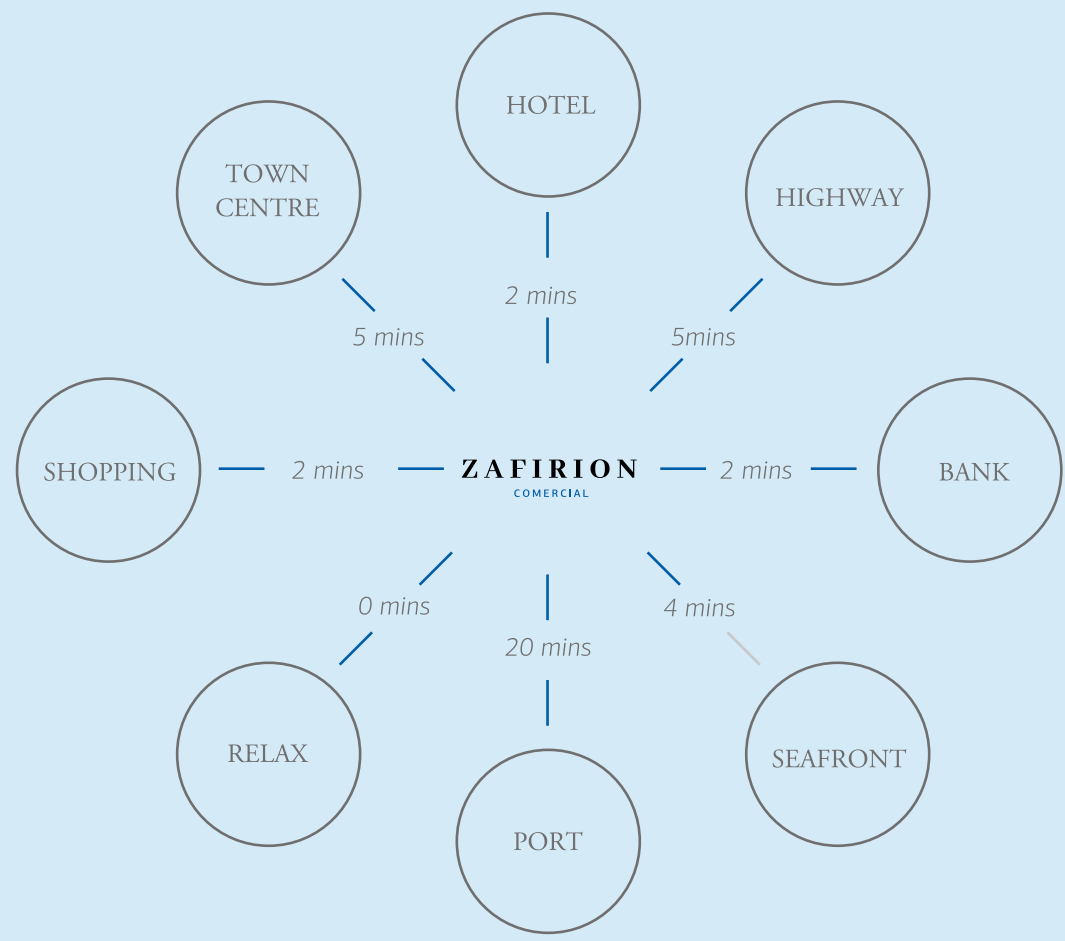 HOTEL
TOWN
CENTRE
HIGHWAY
2 mins
5 mins
5mins
SHOPPING
2 mins
ZAFIRION
COMERCIAL
2 mins
BANK
0 mins
4 mins
20 mins
RELAX
SEAFRONT
PORT